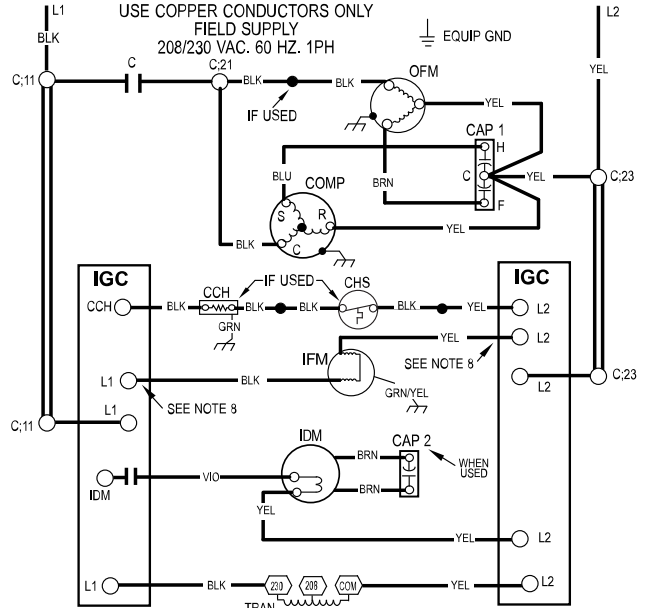 L1
USE COPPER CONDUCTORS ONLY
FIELD SUPPLY
208/230 VAC. 60 HZ. 1PH
EQUIP GND
L2
BLK
YEL
C
C;21
C;11
BLK
BLK
OFM
IF USED
YEL
CAP 1
H
BLU
COMP
BRN
C
YEL
C;23
S
R
F
YEL
BLK
C
IGC
IGC
IF USED
CCH
CHS
CCH
BLK
BLK
BLK
BLK
YEL
L2
GRN
YEL
L2
IFM
SEE NOTE 8
L1
BLK
L2
C;23
GRN/YEL
SEE NOTE 8
L1
C;11
IDM
CAP 2
BRN
WHEN
USED
VIO
IDM
BRN
YEL
YEL
L2
L1
BLK
230
208
COM
YEL
L2
TRAN